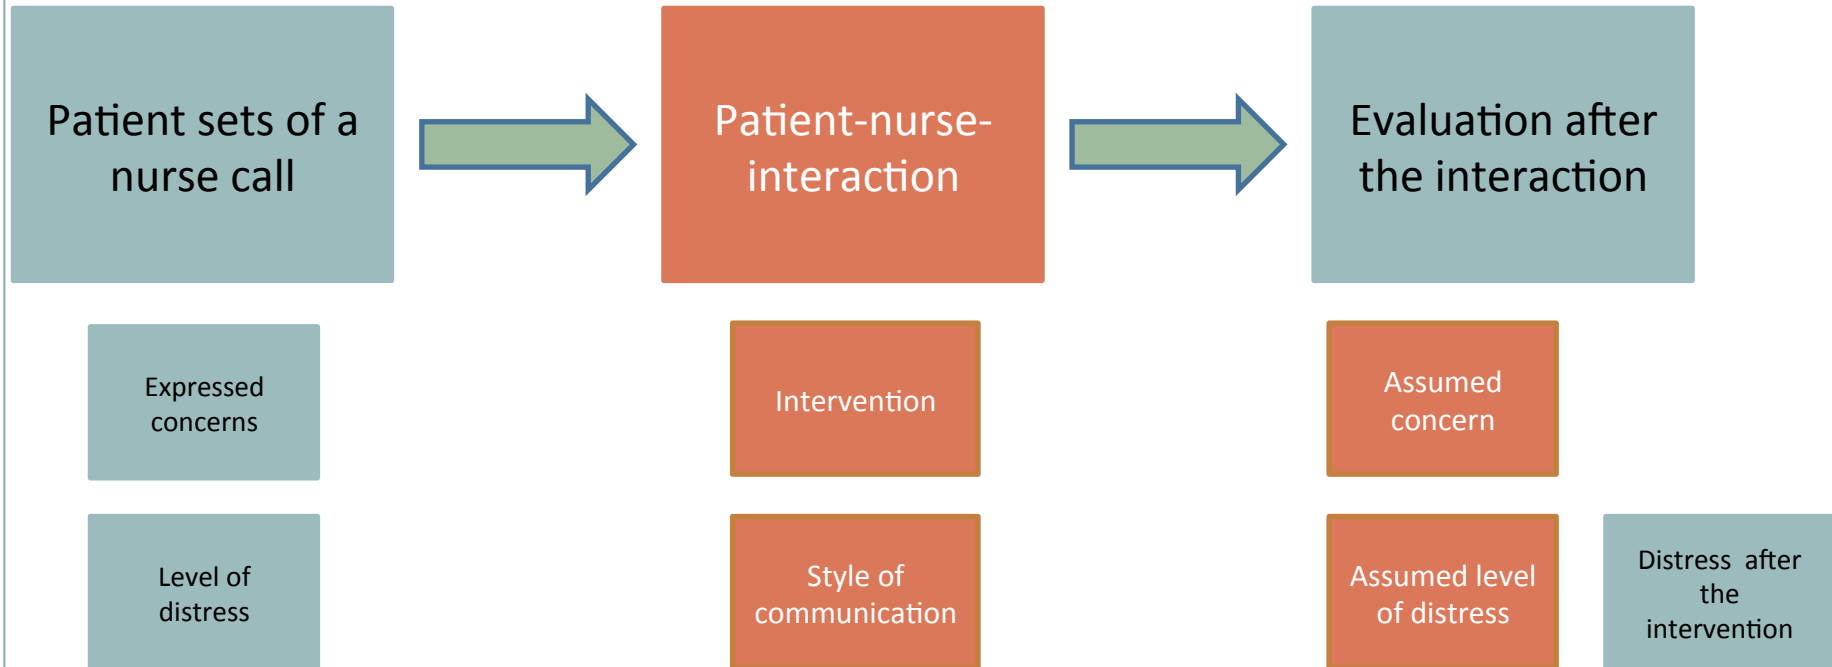 Patient sets of a
nurse call
Patient-nurse-
interaction
Evaluation after
the interaction
Expressed
concerns
Intervention
Assumed
concern
Level of
distress
Style of
communication
Assumed level
of distress
Distress after
the
intervention